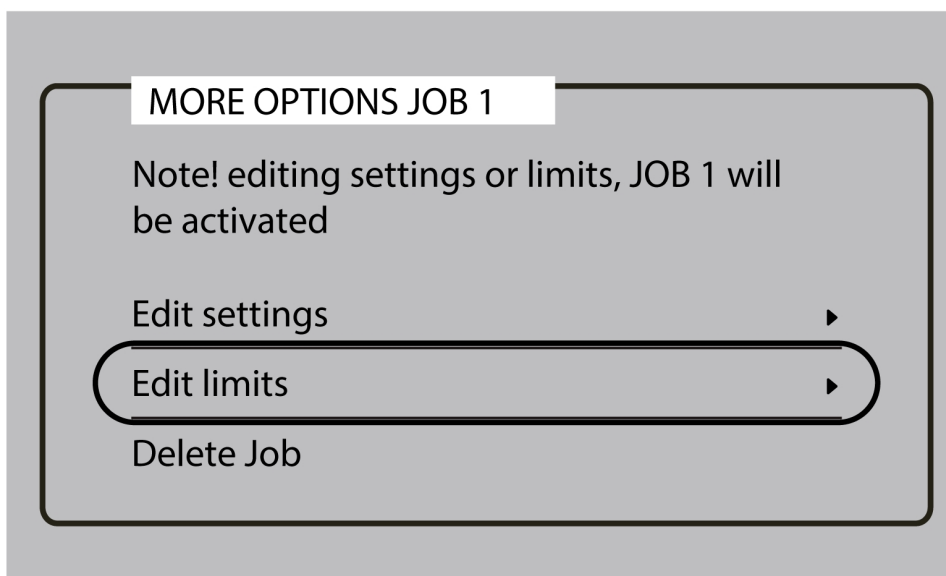 MORE OPTIONS JOB 1
Note! editing settings or limits, JOB 1 will
be activated
Edit settings
Edit limits
Delete Job